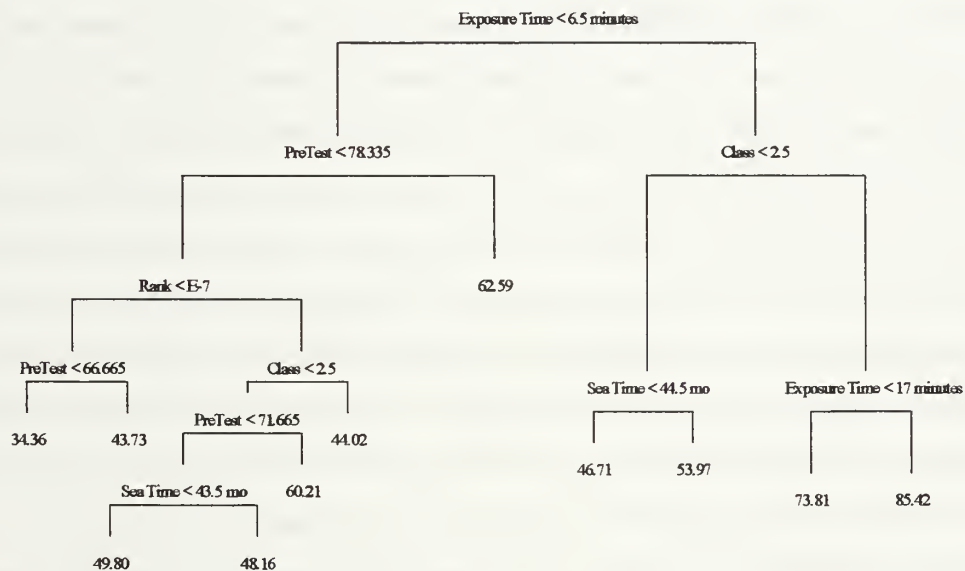 Exposure Time < 6.5 minutes
PreTest < 78.335
Class < 2.5
Rank < E-7
62.59
PreTest < 66.665
Class < 2.5
Sea Time < 44.5 mo
Exposure Time < 17 minutes
34.36
43.73
PreTest < 71.665
44.02
46.71
53.97
Sea Time < 43.5 mo
60.21
73.81
85.42
49.80
48.16